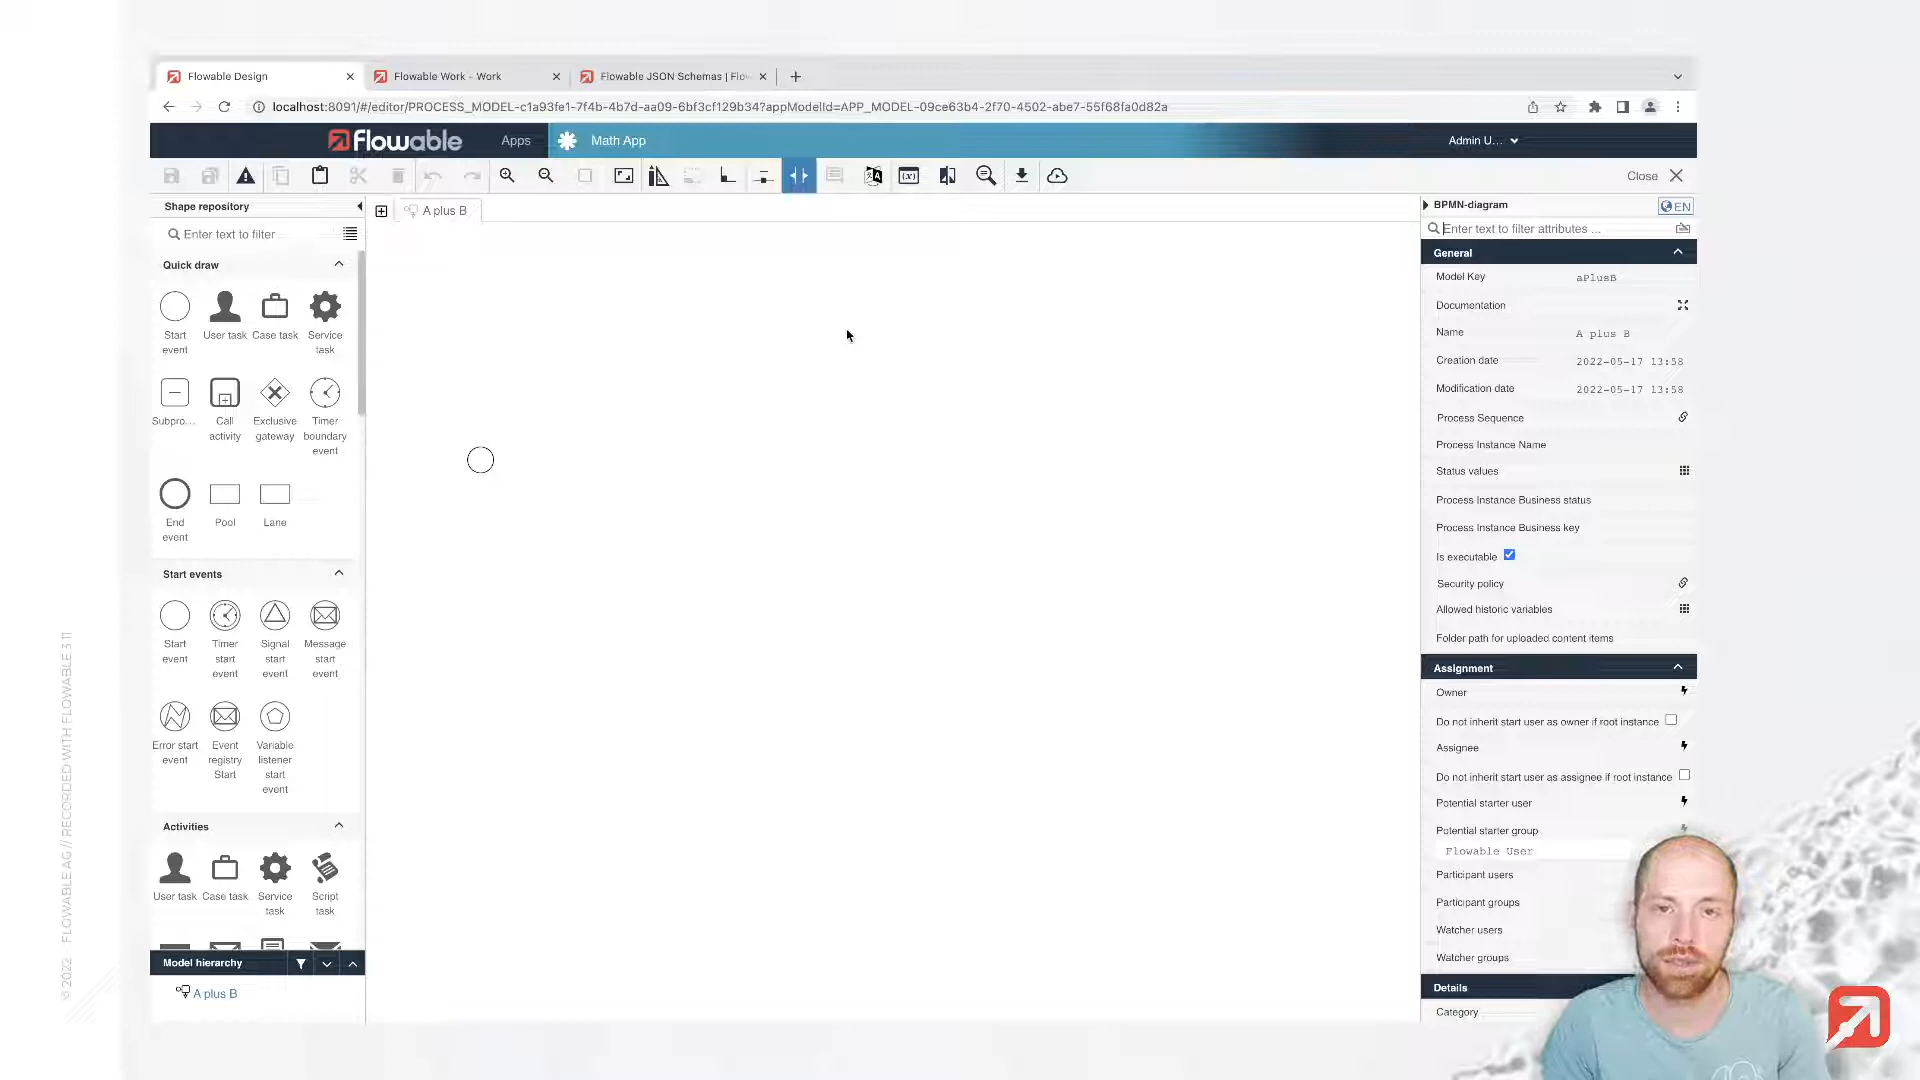 Flowable Design
Flowable Work - Work
Flowable JSON Schemas | Flow
localhost:8091/#/editor/PROCESS_MODEL-c1a93fe1-7f4b-4b7d-aa09-6bf3cf129b34?appModelId=APP_MODEL-09ce63b4-2f70-4502-abe7-55f68fa0d82a
Flowable Apps Math App Admin U...
Close
Shape repository
Enter text to filter
A plus B
BPMN-diagram
EN
Enter text to filter attributes ...
Quick draw
Start event
User task
Case task
Service task
Subpro...
Call activity
Exclusive gateway
Timer boundary event
End event
Pool
Lane
Start events
Start event
Timer start event
Signal start event
Message start event
Error start event
Event registry Start
Variable listener start event
Activities
User task
Case task
Service task
Script task
Model hierarchy
A plus B
General
Model Key aPlusB
Documentation
Name A plus B
Creation date 2022-05-17 13:58
Modification date 2022-05-17 13:58
Process Sequence
Process Instance Name
Status values
Process Instance Business status
Process Instance Business key
Is executable
Security policy
Allowed historic variables
Folder path for uploaded content items
Assignment
Owner
Do not inherit start user as owner if root instance
Assignee
Do not inherit start user as assignee if root instance
Potential starter user
Potential starter group
Flowable User
Participant users
Participant groups
Watcher users
Watcher groups
Details
Category
© 2022 FLOWABLE AG // RECORDED WITH FLOWABLE 3.11